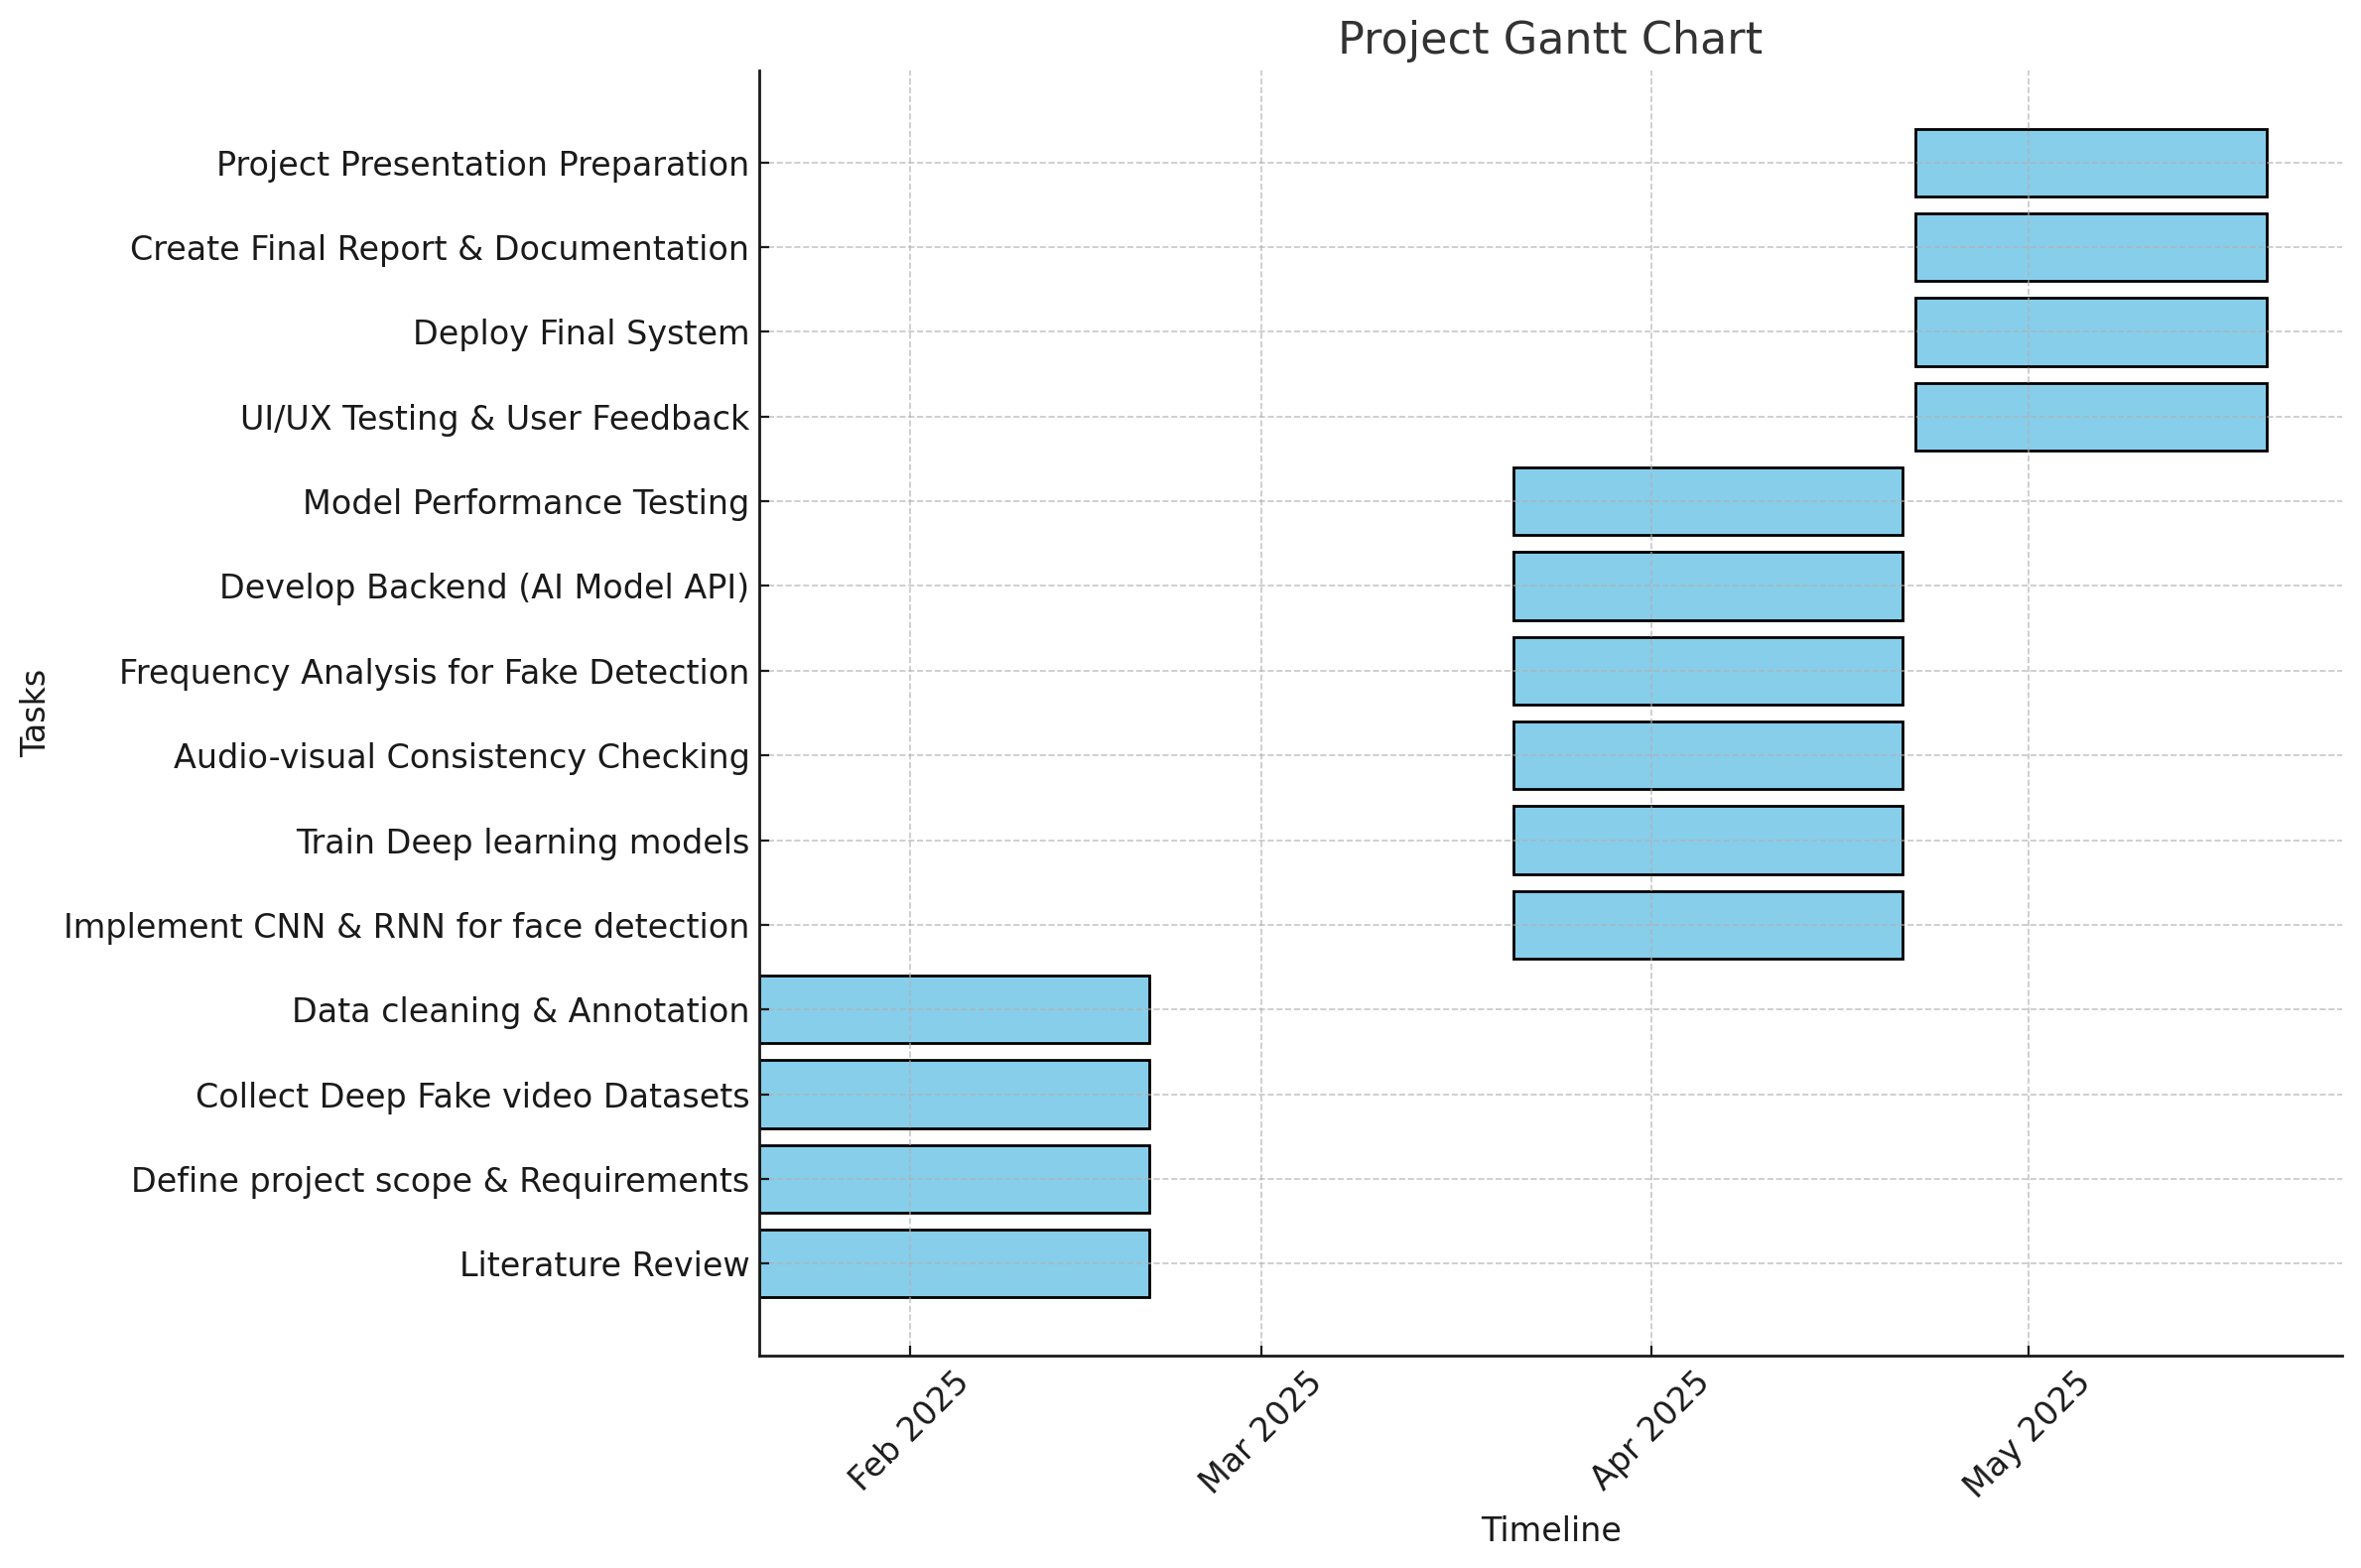 Project Gantt Chart
Project Presentation Preparation
Create Final Report & Documentation
Deploy Final System
UI/UX Testing & User Feedback
Model Performance Testing
Develop Backend (AI Model API)
Frequency Analysis for Fake Detection
Audio-visual Consistency Checking
Train Deep learning models
Implement CNN & RNN for face detection
Data cleaning & Annotation
Collect Deep Fake video Datasets
Define project scope & Requirements
Literature Review
Tasks
Feb 2025
Mar 2025
Apr 2025
May 2025
Timeline